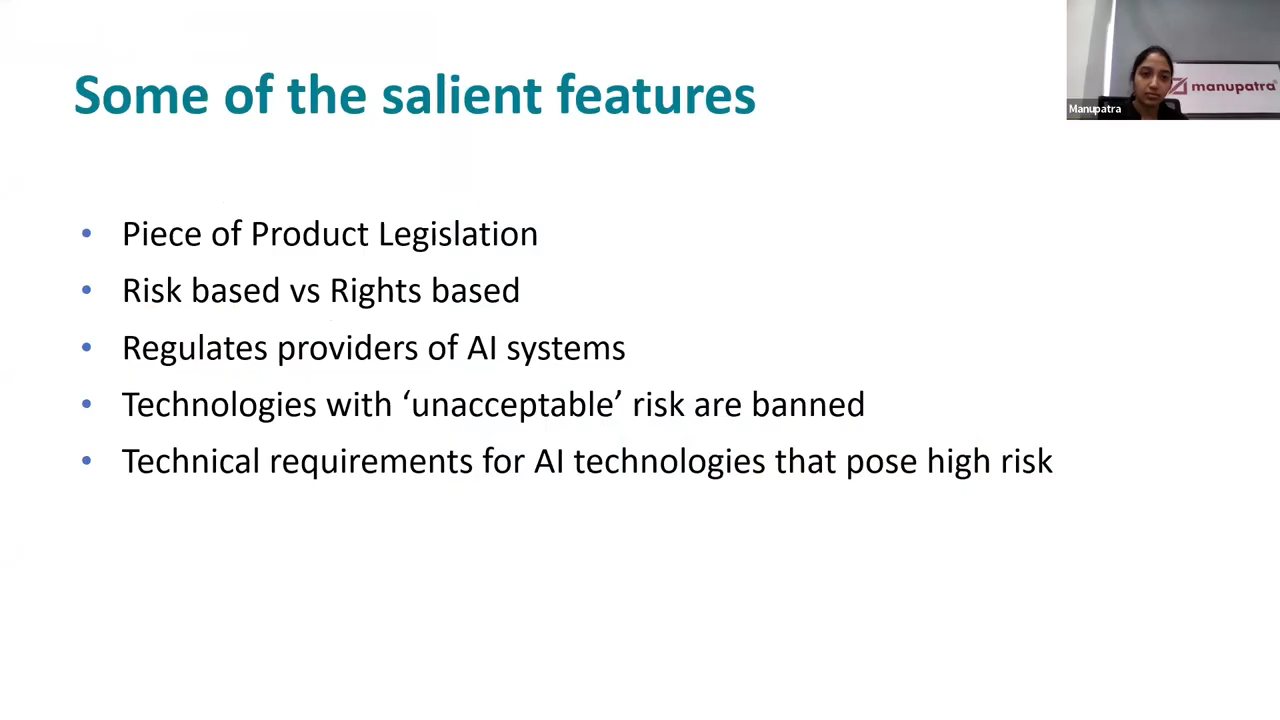 Some of the salient features
manupatra
Manupatra
• Piece of Product Legislation
• Risk based vs Rights based
• Regulates providers of AI systems
• Technologies with ‘unacceptable’ risk are banned
• Technical requirements for AI technologies that pose high risk